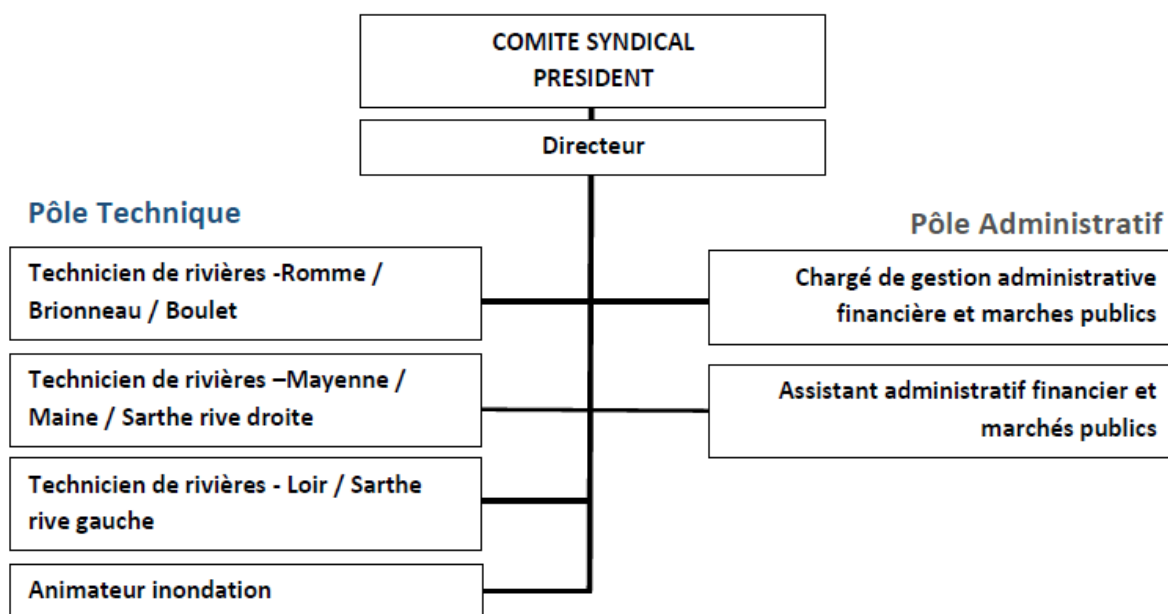 COMITE SYNDICAL
PRESIDENT
Directeur
Pôle Technique
Technicien de rivières -Romme /
Brionneau / Boulet
Technicien de rivières –Mayenne /
Maine / Sarthe rive droite
Technicien de rivières - Loir / Sarthe
rive gauche
Animateur inondation
Pôle Administratif
Chargé de gestion administrative
financière et marches publics
Assistant administratif financier et
marchés publics